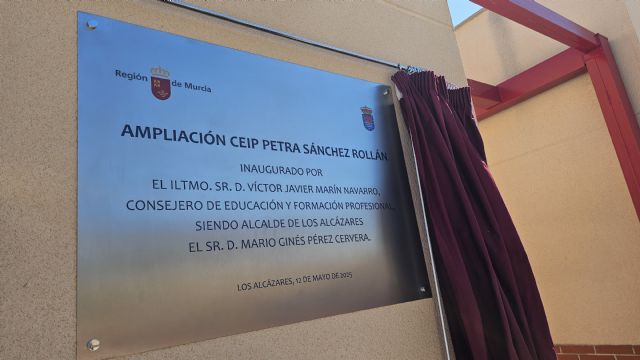 Región de Murcia
AMPLIACIÓN CEIP PETRA SÁNCHEZ ROLLÁN
INAUGURADO POR
EL ILTMO. SR. D. VÍCTOR JAVIER MARÍN NAVARRO,
CONSEJERO DE EDUCACIÓN Y FORMACIÓN PROFESIONAL,
SIENDO ALCALDE DE LOS ALCÁZARES
EL SR. D. MARIO GINÉS PÉREZ CERVERA.
LOS ALCÁZARES, 12 DE MAYO DE 2025